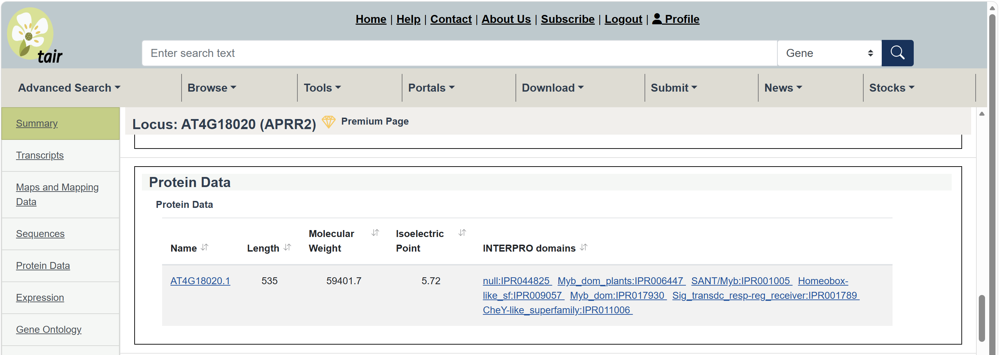 Home | Help | Contact | About Us | Subscribe | Logout | Profile
tair
Enter search text
Gene
Advanced Search
Browse
Tools
Portals
Download
Submit
News
Stocks
Summary
Transcripts
Maps and Mapping
Data
Sequences
Protein Data
Expression
Gene Ontology
Locus: AT4G18020 (APRR2) Premium Page
Protein Data
Protein Data
Name
Length
Molecular
Weight
Isoelectric
Point
INTERPRO domains
AT4G18020.1
535
59401.7
5.72
null:IPR044825 Myb_dom_plants:IPR006447 SANT/Myb:IPR001005 Homeobox-
like_sf:IPR009057 Myb_dom:IPR017930 Sig_transdc_resp-reg_receiver:IPR001789
CheY-like_superfamily:IPR011006